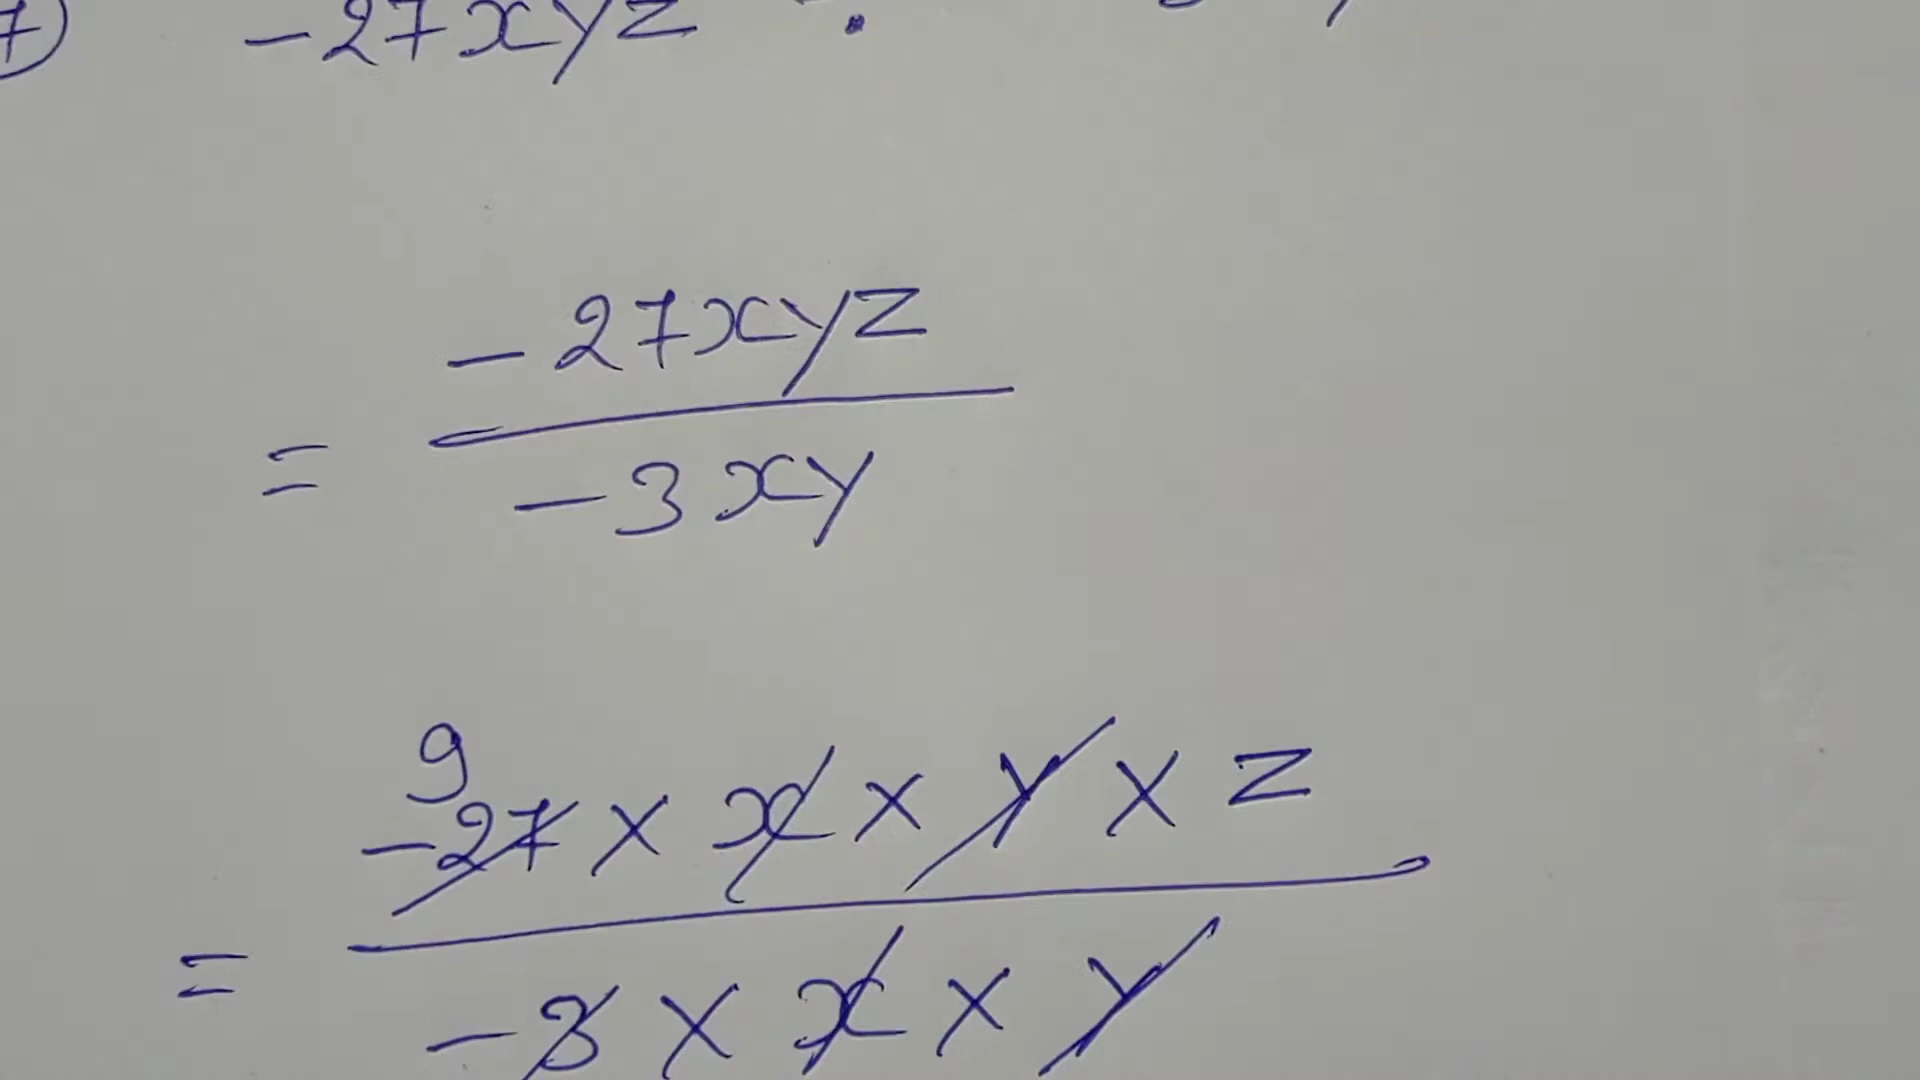 7) -27xyz
= -27xyz
-3xy
9
= -27 × x × y × z
-3 × x × y